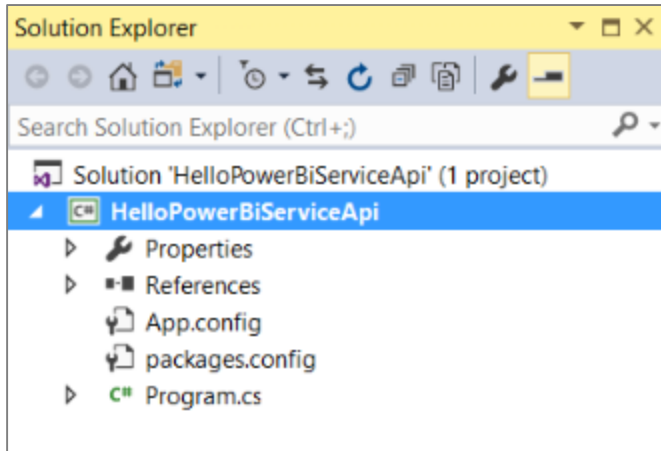 Solution Explorer
Search Solution Explorer (Ctrl+;)
Solution 'HelloPowerBiServiceApi' (1 project)
C# HelloPowerBiServiceApi
Properties
References
App.config
packages.config
C# Program.cs